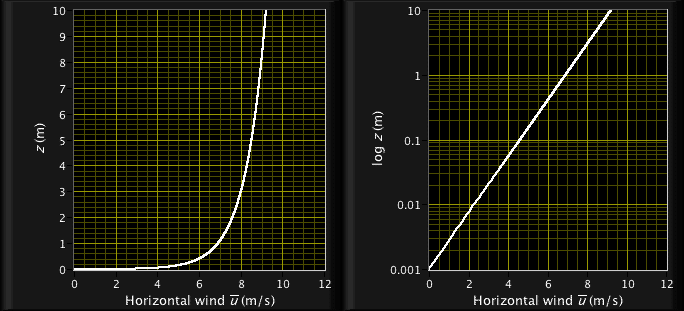 10
9
8
7
6
5
4
3
2
1
0
z (m)
0 2 4 6 8 10 12
Horizontal wind u̅ (m/s)
10
1
0.1
0.01
0.001
log z (m)
0 2 4 6 8 10 12
Horizontal wind u̅ (m/s)